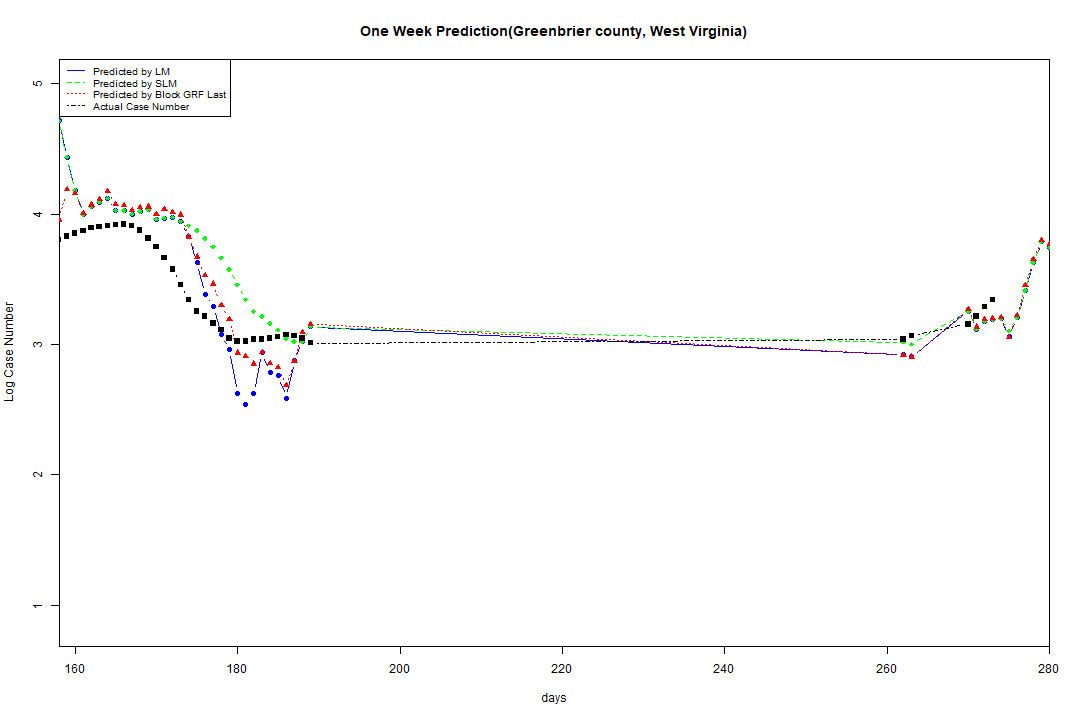 One Week Prediction(Greenbrier county, West Virginia)
Predicted by LM
Predicted by SLM
Predicted by Block GRF Last
Actual Case Number
5
4
3
2
1
Log Case Number
160 180 200 220 240 260 280
days